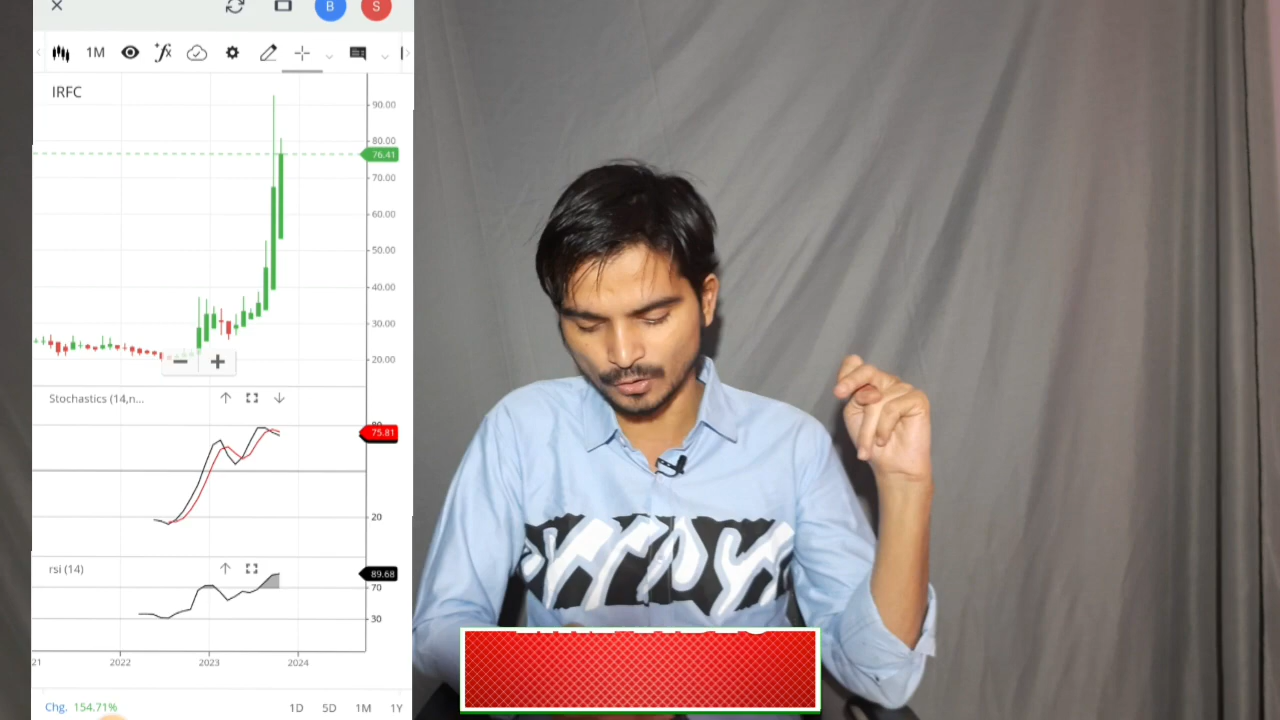 B
S
1M
fx
IRFC
90.00
80.00
76.41
70.00
60.00
50.00
40.00
30.00
20.00
Stochastics (14,n...
80
75.81
20
rsi (14)
89.68
70
30
21 2022 2023 2024
Chg. 154.71%
1D 5D 1M 1Y